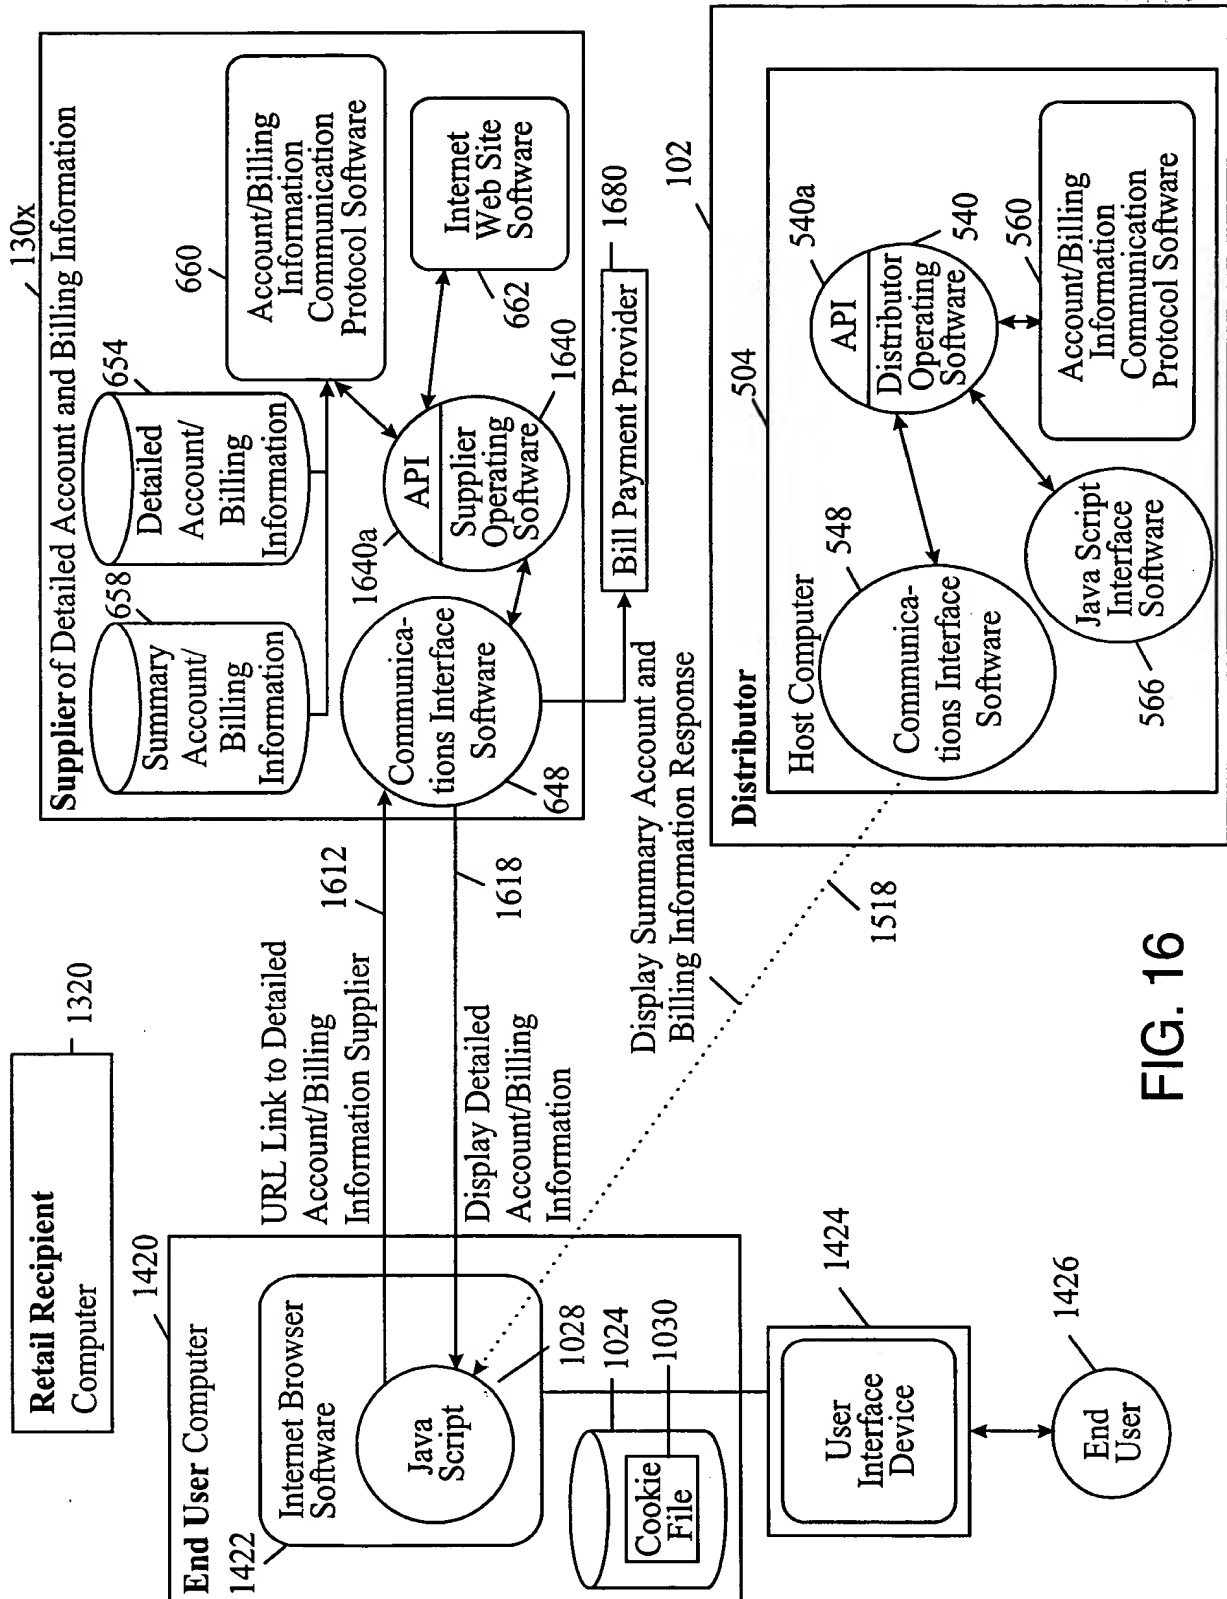 Retail Recipient
Computer
1320
End User Computer
1420
Internet Browser
Software
1422
Java
Script
1028
1024
1030
Cookie
File
User
Interface
Device
1424
End
User
1426
URL Link to Detailed
Account/Billing
Information Supplier
1612
Display Detailed
Account/Billing
Information
1618
Display Summary Account and
Billing Information Response
1518
Supplier of Detailed Account and Billing Information
130x
Summary
Account/
Billing
Information
658
Detailed
Account/
Billing
Information
654
660
Account/Billing
Information
Communication
Protocol Software
Communica-
tions Interface
Software
648
1640a
API
Supplier
Operating
Software
1640
Internet
Web Site
Software
662
Bill Payment Provider
1680
Distributor
102
Host Computer
504
Communica-
tions Interface
Software
548
540a
API
Distributor
Operating
Software
540
Java Script
Interface
Software
566
560
Account/Billing
Information
Communication
Protocol Software
FIG. 16